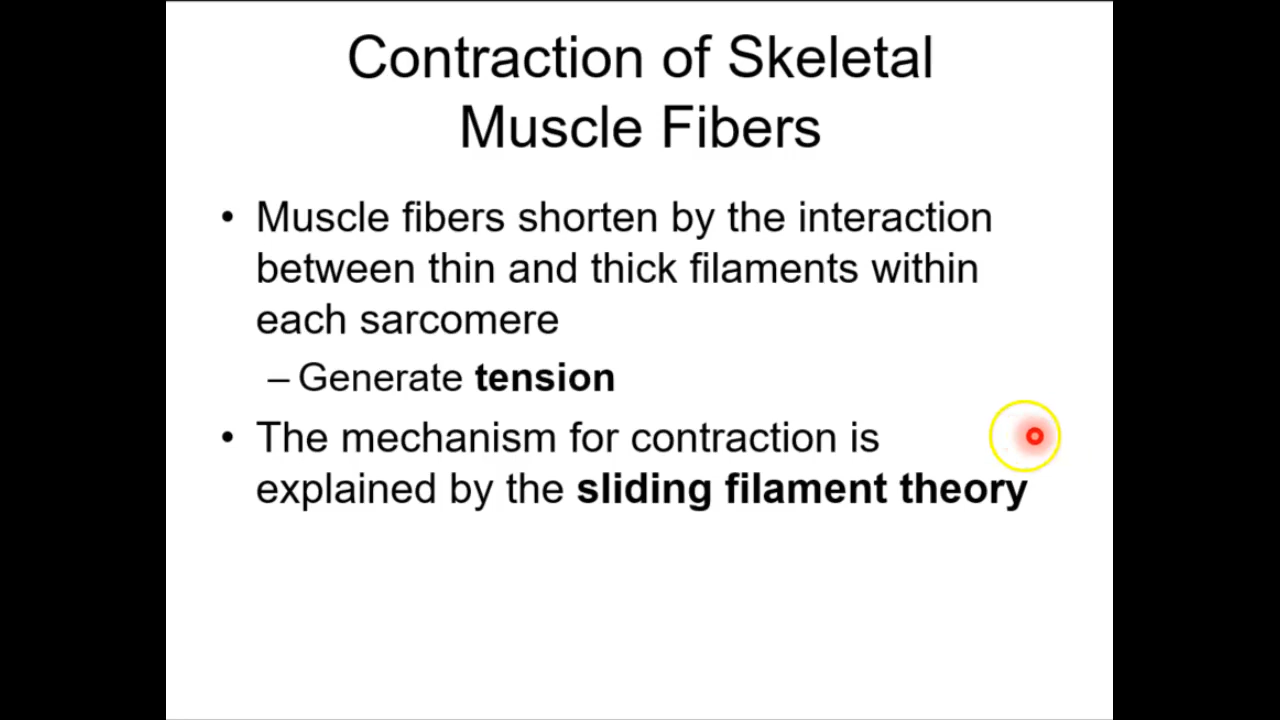 Contraction of Skeletal
Muscle Fibers
• Muscle fibers shorten by the interaction
between thin and thick filaments within
each sarcomere
– Generate tension
• The mechanism for contraction is
explained by the sliding filament theory